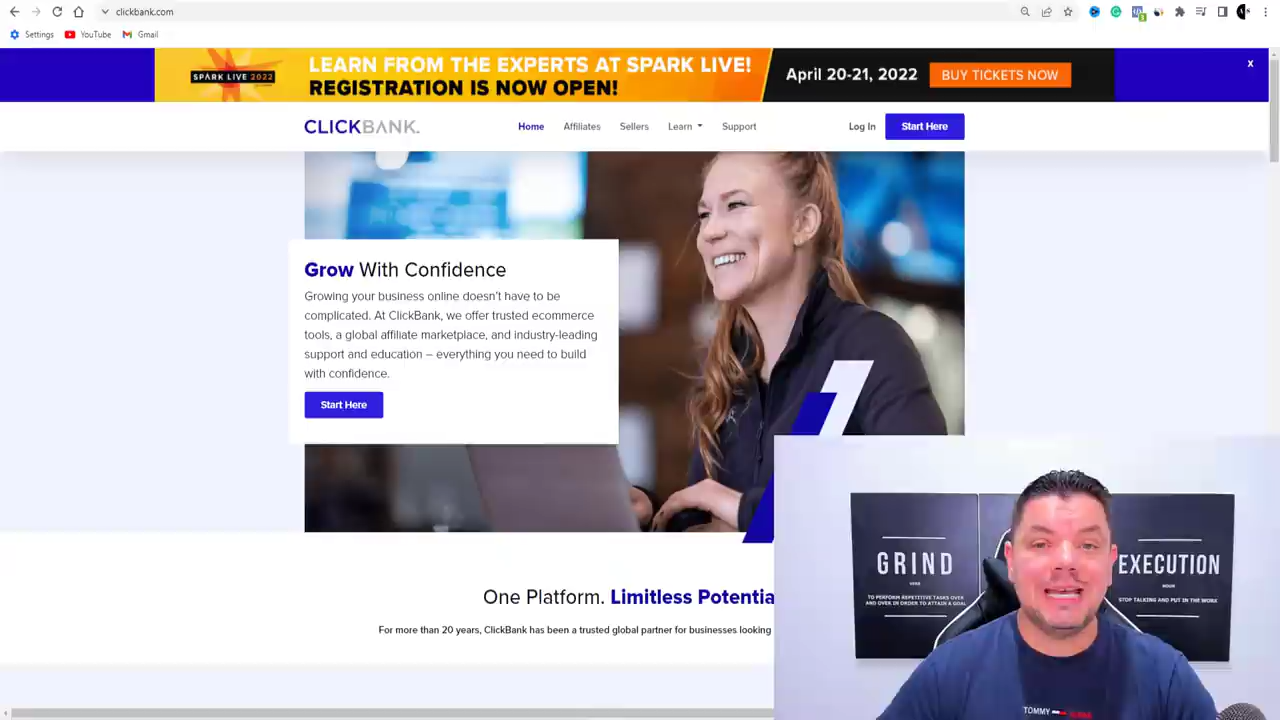 clickbank.com
Settings
YouTube
Gmail
SPARK LIVE 2022
LEARN FROM THE EXPERTS AT SPARK LIVE!
REGISTRATION IS NOW OPEN!
April 20-21, 2022
BUY TICKETS NOW
x
CLICKBANK.
Home
Affiliates
Sellers
Learn
Support
Log In
Start Here
Grow With Confidence
Growing your business online doesn't have to be
complicated. At ClickBank, we offer trusted ecommerce
tools, a global affiliate marketplace, and industry-leading
support and education – everything you need to build
with confidence.
Start Here
One Platform. Limitless Potentia
For more than 20 years, ClickBank has been a trusted global partner for businesses looking
GRIND
VERB
TO PERFORM REPETITIVE TASKS OVER
AND OVER IN ORDER TO ATTAIN A GOAL
EXECUTION
NOUN
STOP TALKING AND PUT IN THE WORK
TOMMY